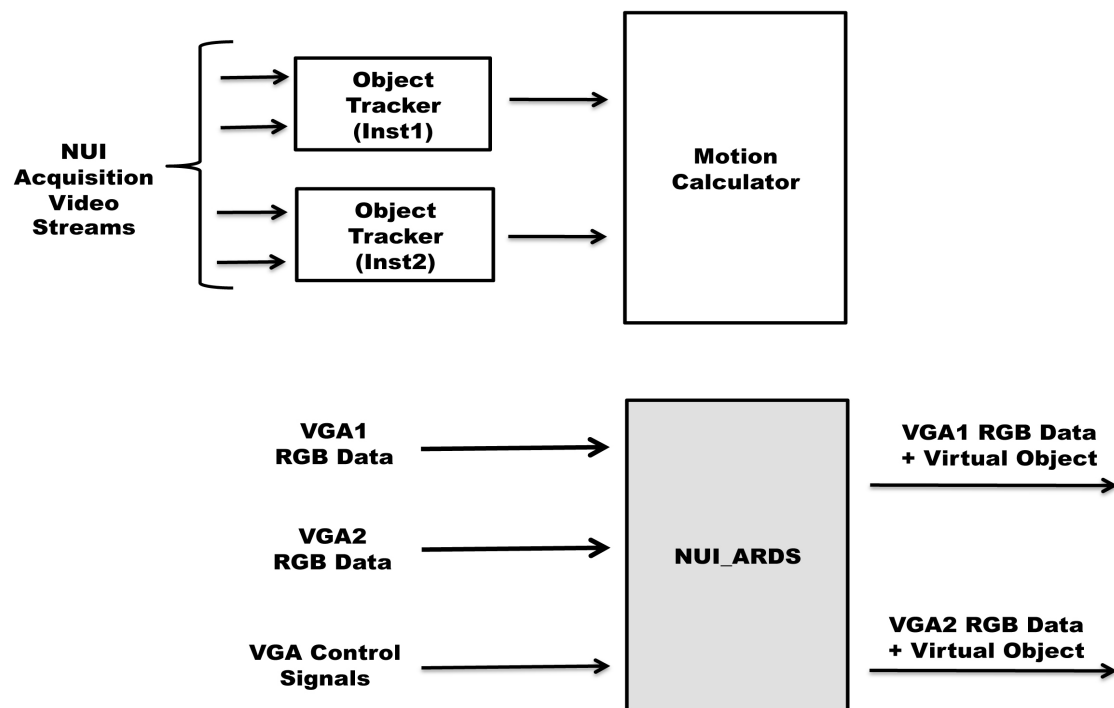 NUI
Acquisition
Video
Streams
Object
Tracker
(Inst1)
Object
Tracker
(Inst2)
Motion
Calculator
VGA1
RGB Data
VGA2
RGB Data
VGA Control
Signals
NUI_ARDS
VGA1 RGB Data
+ Virtual Object
VGA2 RGB Data
+ Virtual Object